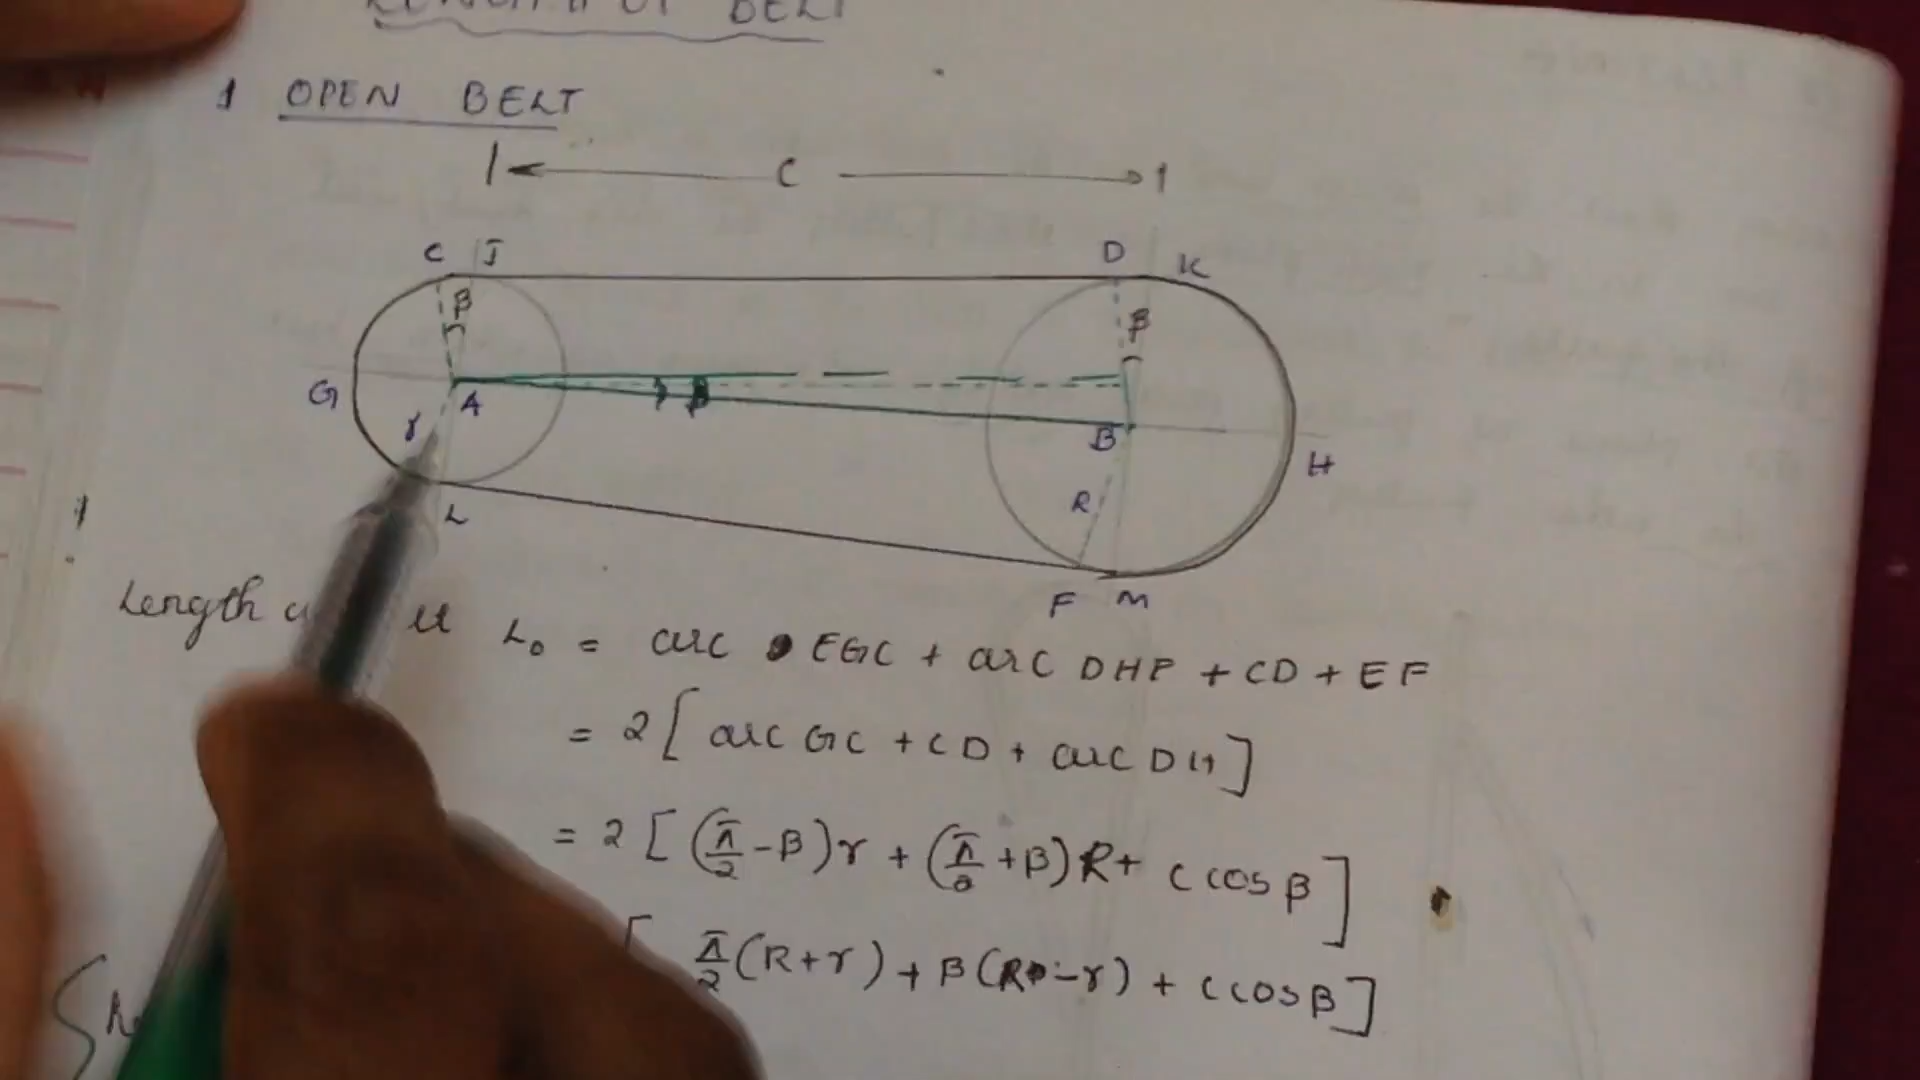 BELT
1 OPEN BELT
C
C J D K
β β
G A β B H
r R
L F M
Length L₀ = arc EGC + arc DHF + CD + EF
= 2 [ arc GC + CD + arc DH ]
= 2 [ (π/2 - β) r + (π/2 + β) R + C cos β ]
[ π/2 (R + r) + β (R - r) + C cos β ]